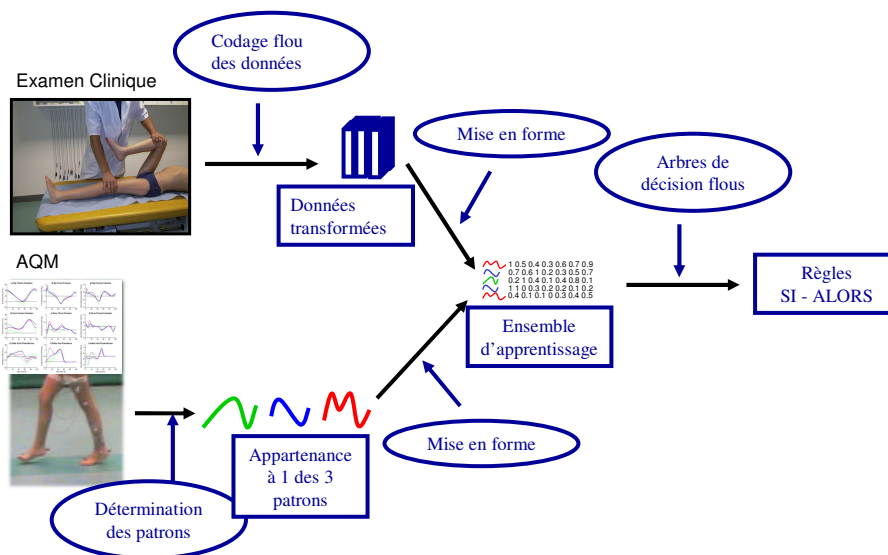 Codage flou
des données
Examen Clinique
Mise en forme
Arbres de
décision flous
Données
transformées
AQM
1 0.5 0.4 0.3 0.6 0.7 0.9
0.7 0.6 1 0.2 0.3 0.5 0.7
0.2 1 0.4 0.1 0.4 0.8 0.1
1 1 0 0.3 0.2 0.2 0.1 0.2
0.4 0.1 0.1 0 0.3 0.4 0.5
Règles
SI - ALORS
Ensemble
d'apprentissage
Mise en forme
Appartenance
à 1 des 3
patrons
Détermination
des patrons